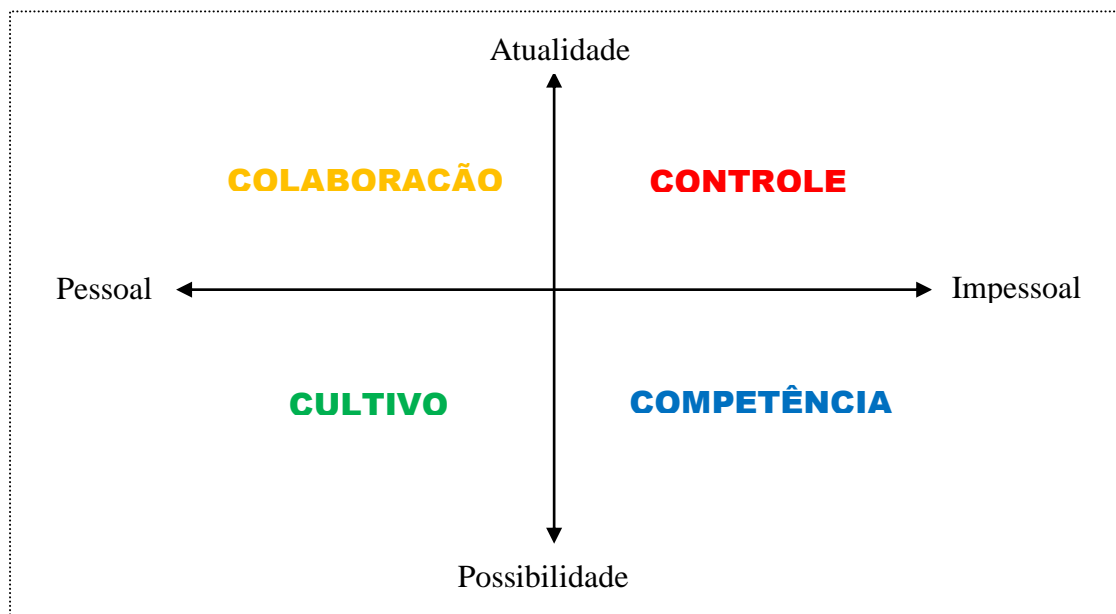 Atualidade
COLABORACÃO CONTROLE
Pessoal Impessoal
CULTIVO COMPETÊNCIA
Possibilidade